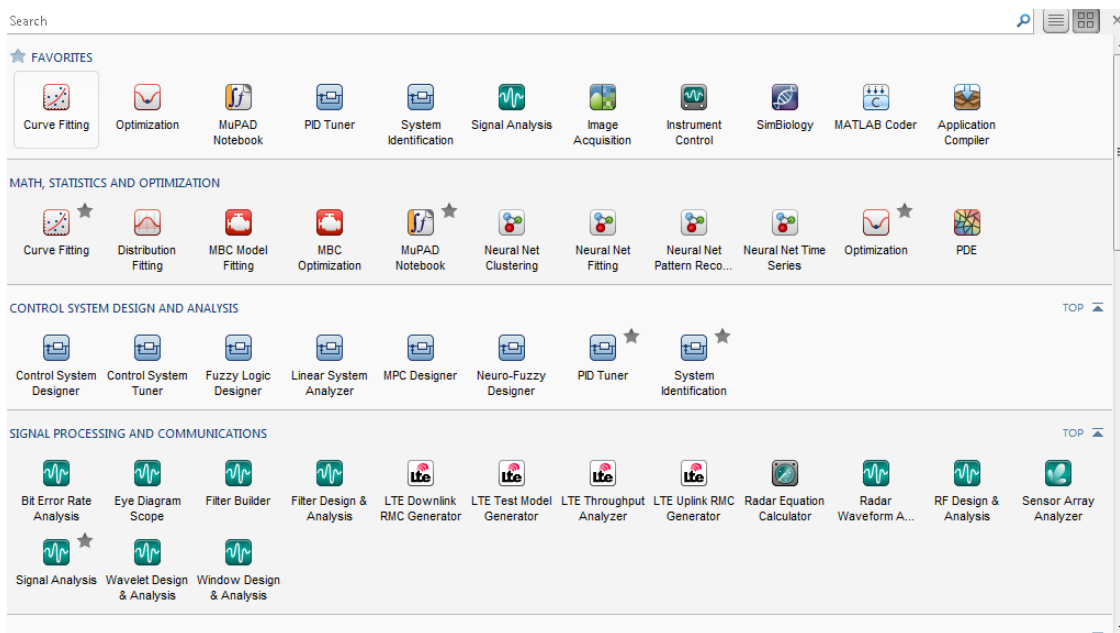 Search
FAVORITES
Curve Fitting Optimization MuPAD PID Tuner System Signal Analysis Image Instrument SimBiology MATLAB Coder Application
Notebook Identification Acquisition Control Compiler
MATH, STATISTICS AND OPTIMIZATION
Curve Fitting Distribution MBC Model MBC MuPAD Neural Net Neural Net Neural Net Neural Net Time Optimization PDE
Fitting Fitting Optimization Notebook Clustering Fitting Pattern Reco... Series
CONTROL SYSTEM DESIGN AND ANALYSIS TOP
Control System Control System Fuzzy Logic Linear System MPC Designer Neuro-Fuzzy PID Tuner System
Designer Tuner Designer Analyzer Designer Identification
SIGNAL PROCESSING AND COMMUNICATIONS TOP
Lte Lte Lte Lte
Bit Error Rate Eye Diagram Filter Builder Filter Design & LTE Downlink LTE Test Model LTE Throughput LTE Uplink RMC Radar Equation Radar RF Design & Sensor Array
Analysis Scope Analysis RMC Generator Generator Analyzer Generator Calculator Waveform A... Analysis Analyzer
Signal Analysis Wavelet Design Window Design
& Analysis & Analysis